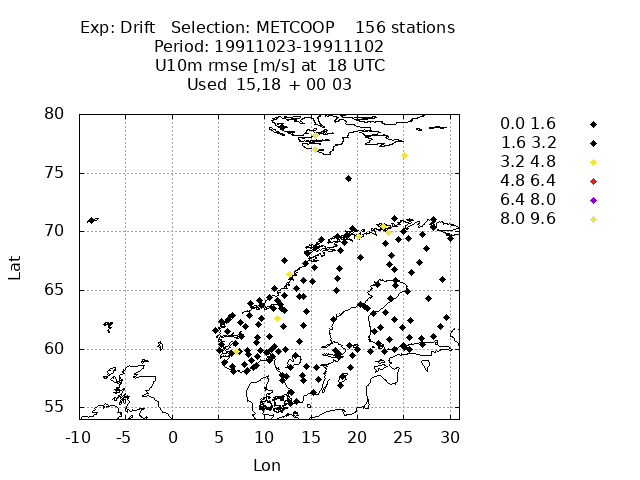 Exp: Drift   Selection: METCOOP    156 stations
Period: 19911023-19911102
U10m rmse [m/s] at  18 UTC
Used  15,18 + 00 03
80
75
70
65
60
55
-10 -5 0 5 10 15 20 25 30
Lat
Lon
0.0 1.6
1.6 3.2
3.2 4.8
4.8 6.4
6.4 8.0
8.0 9.6